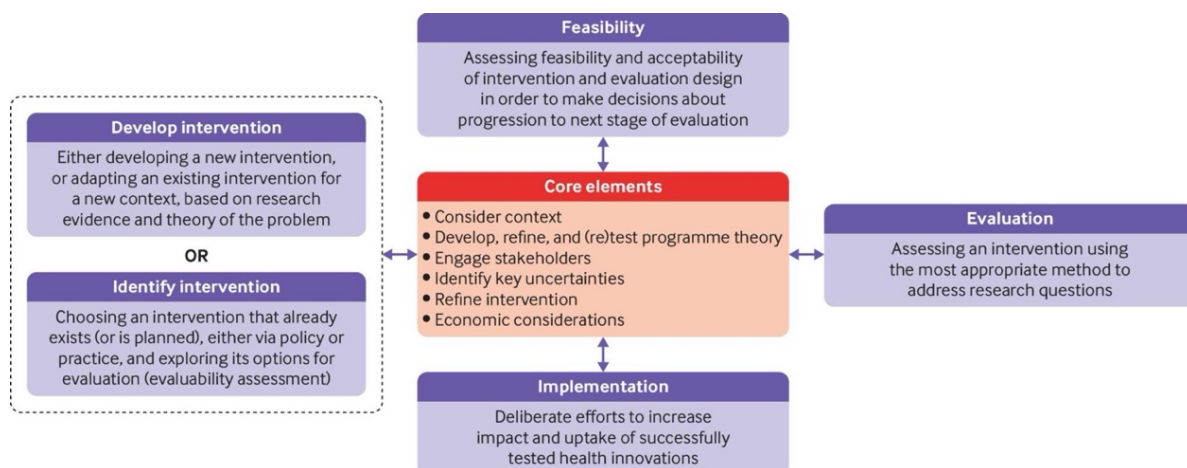 Feasibility
Assessing feasibility and acceptability
of intervention and evaluation design
in order to make decisions about
progression to next stage of evaluation
Develop intervention
Either developing a new intervention,
or adapting an existing intervention for
a new context, based on research
evidence and theory of the problem
OR
Identify intervention
Choosing an intervention that already
exists (or is planned), either via policy or
practice, and exploring its options for
evaluation (evaluability assessment)
Core elements
• Consider context
• Develop, refine, and (re)test programme theory
• Engage stakeholders
• Identify key uncertainties
• Refine intervention
• Economic considerations
Evaluation
Assessing an intervention using
the most appropriate method to
address research questions
Implementation
Deliberate efforts to increase
impact and uptake of successfully
tested health innovations